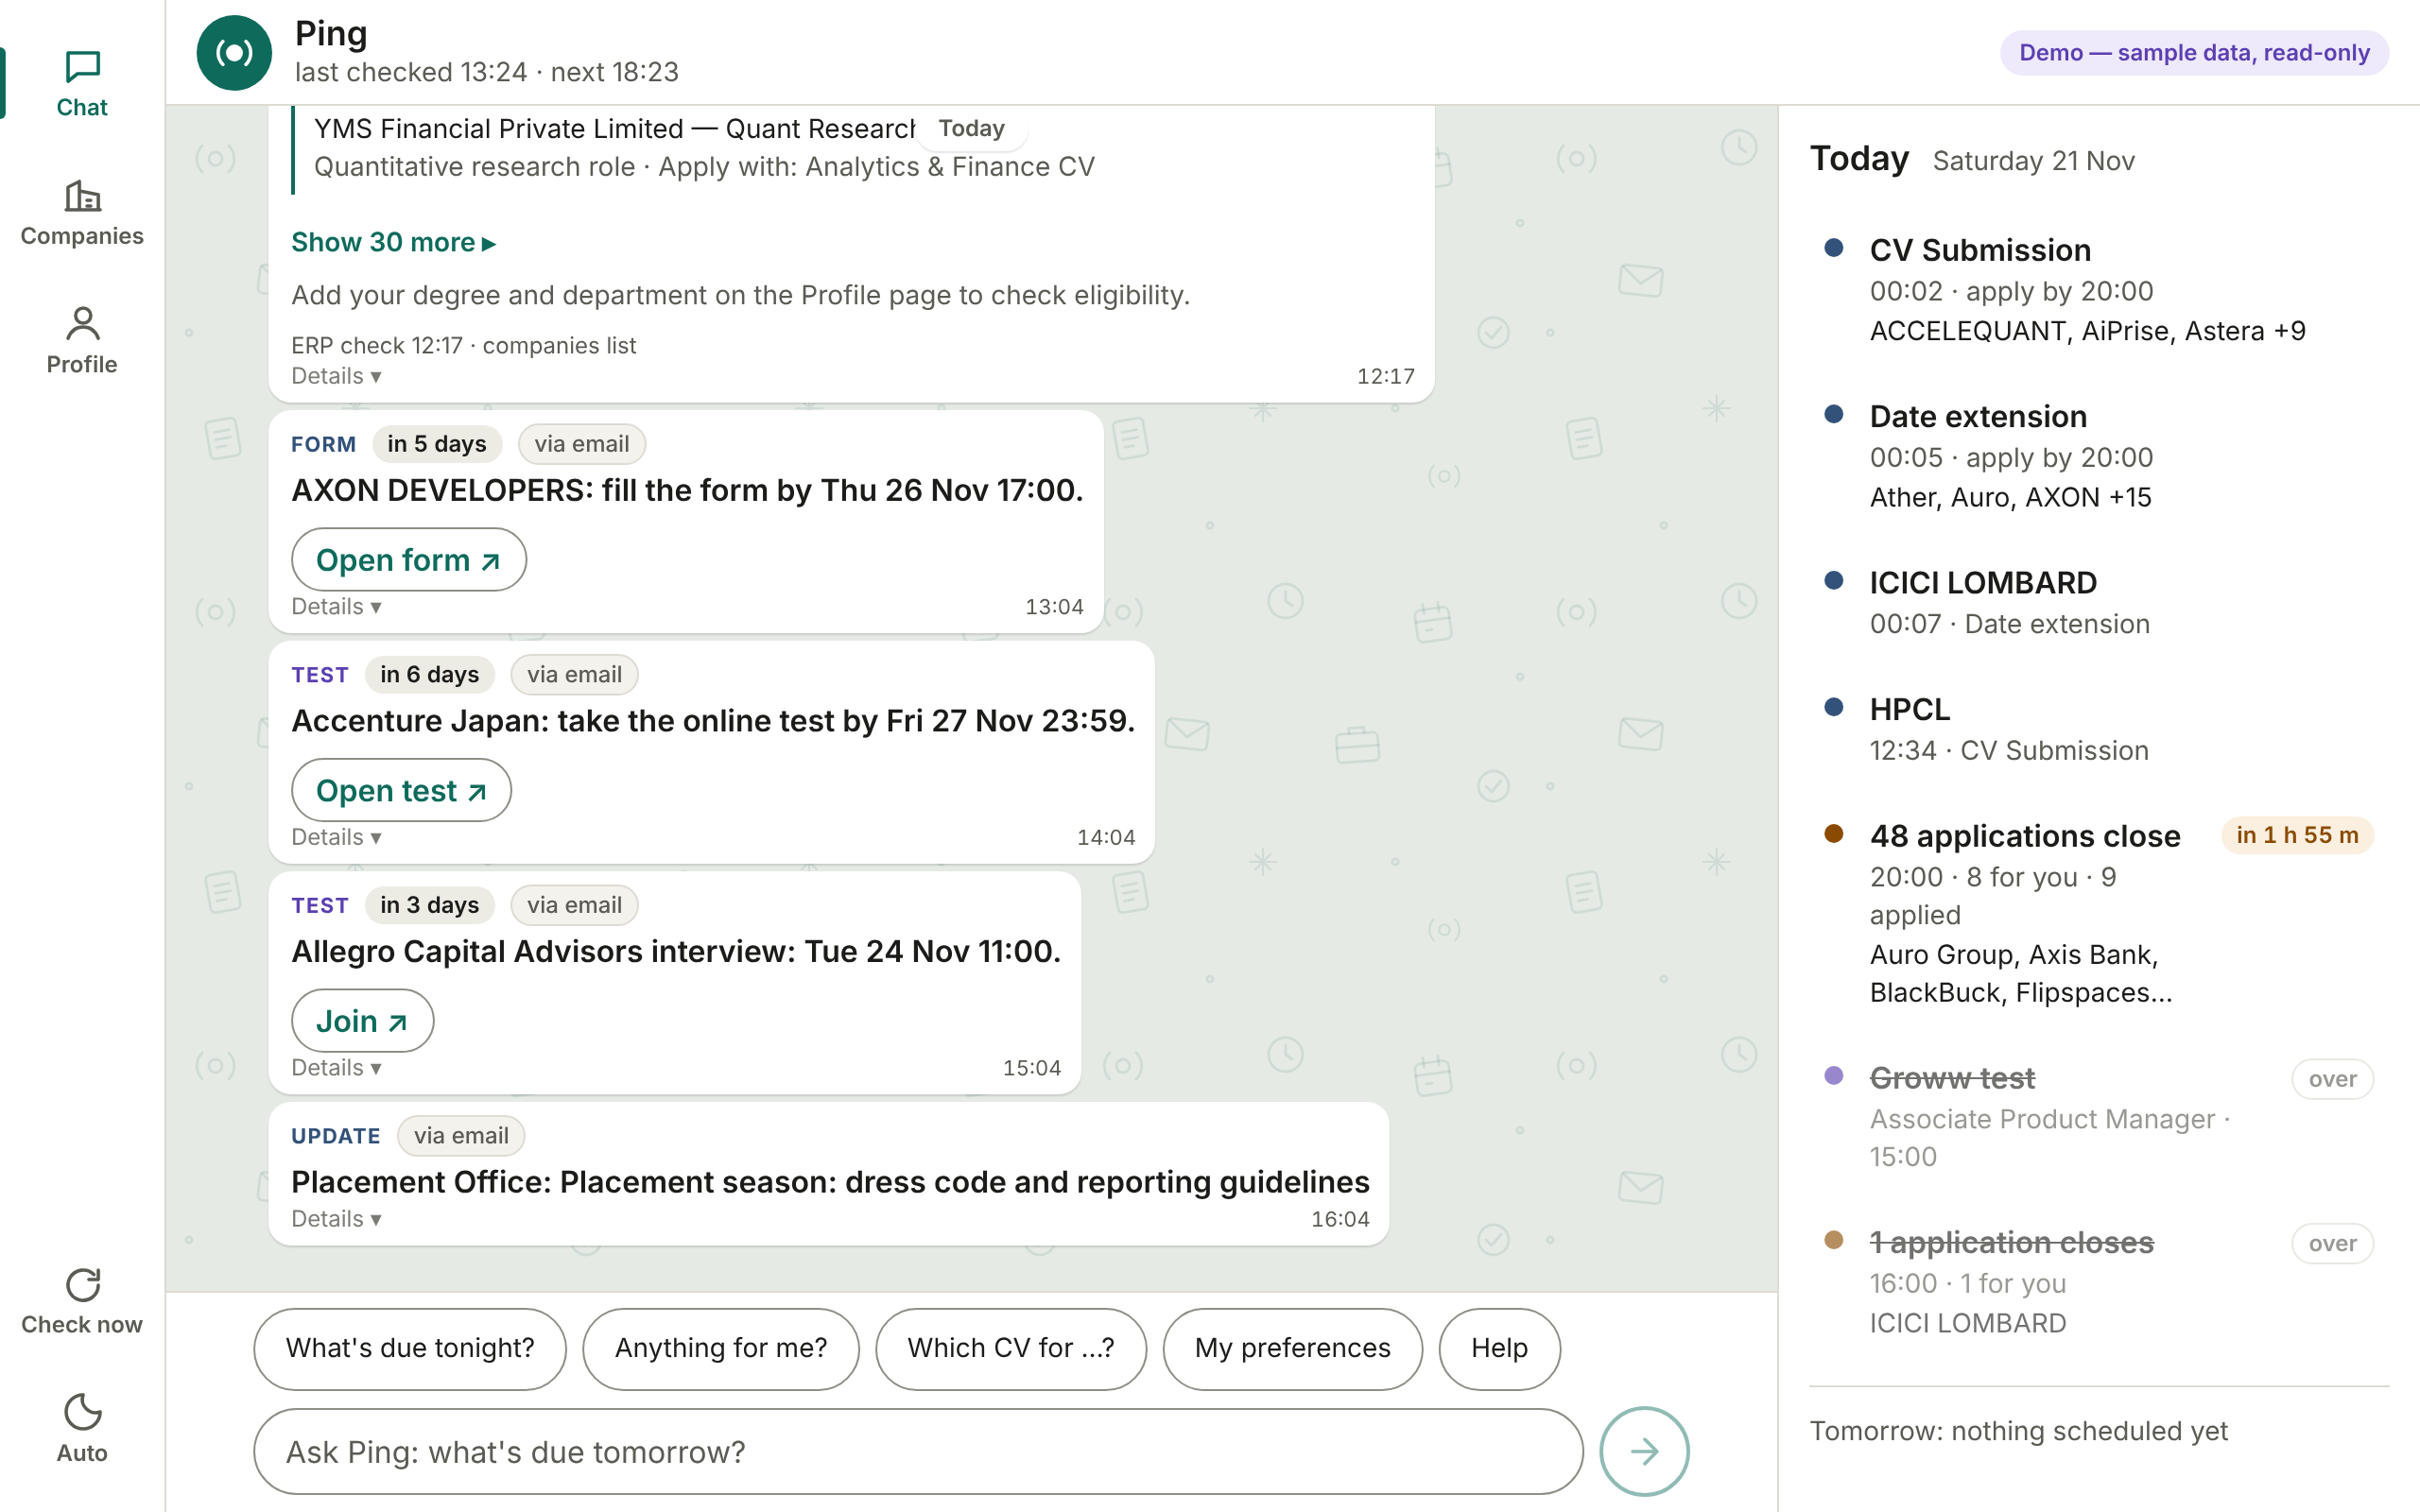 Chat
Companies
Profile
Check now
Auto
Ping
last checked 13:24 · next 18:23
Demo — sample data, read-only
Today
YMS Financial Private Limited — Quant Research
Quantitative research role · Apply with: Analytics & Finance CV
Show 30 more ▸
Add your degree and department on the Profile page to check eligibility.
ERP check 12:17 · companies list
Details ▾ 12:17
FORM in 5 days via email
AXON DEVELOPERS: fill the form by Thu 26 Nov 17:00.
Open form ↗
Details ▾ 13:04
TEST in 6 days via email
Accenture Japan: take the online test by Fri 27 Nov 23:59.
Open test ↗
Details ▾ 14:04
TEST in 3 days via email
Allegro Capital Advisors interview: Tue 24 Nov 11:00.
Join ↗
Details ▾ 15:04
UPDATE via email
Placement Office: Placement season: dress code and reporting guidelines
Details ▾ 16:04
What's due tonight?
Anything for me?
Which CV for ...?
My preferences
Help
Ask Ping: what's due tomorrow?
Today Saturday 21 Nov
CV Submission
00:02 · apply by 20:00
ACCELEQUANT, AiPrise, Astera +9
Date extension
00:05 · apply by 20:00
Ather, Auro, AXON +15
ICICI LOMBARD
00:07 · Date extension
HPCL
12:34 · CV Submission
48 applications close in 1 h 55 m
20:00 · 8 for you · 9
applied
Auro Group, Axis Bank,
BlackBuck, Flipspaces…
Groww test over
Associate Product Manager ·
15:00
1 application closes over
16:00 · 1 for you
ICICI LOMBARD
Tomorrow: nothing scheduled yet